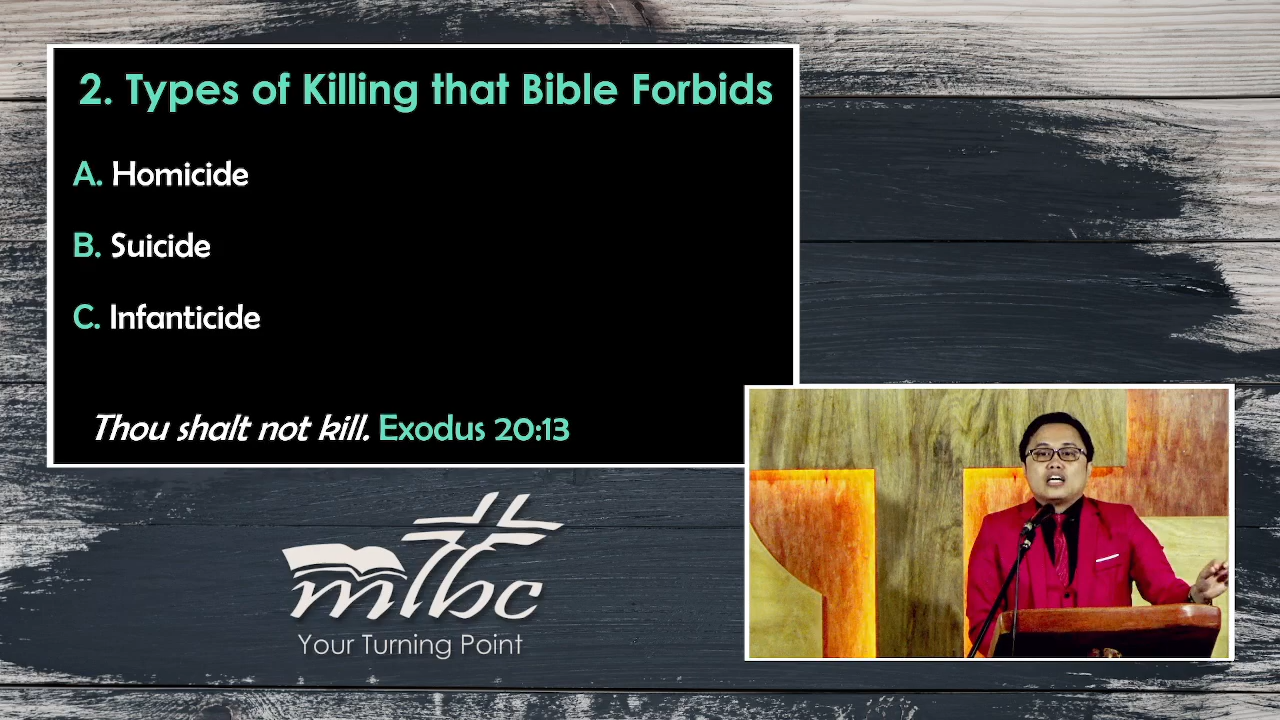 2. Types of Killing that Bible Forbids
A. Homicide
B. Suicide
C. Infanticide
Thou shalt not kill. Exodus 20:13
mlbc
Your Turning Point